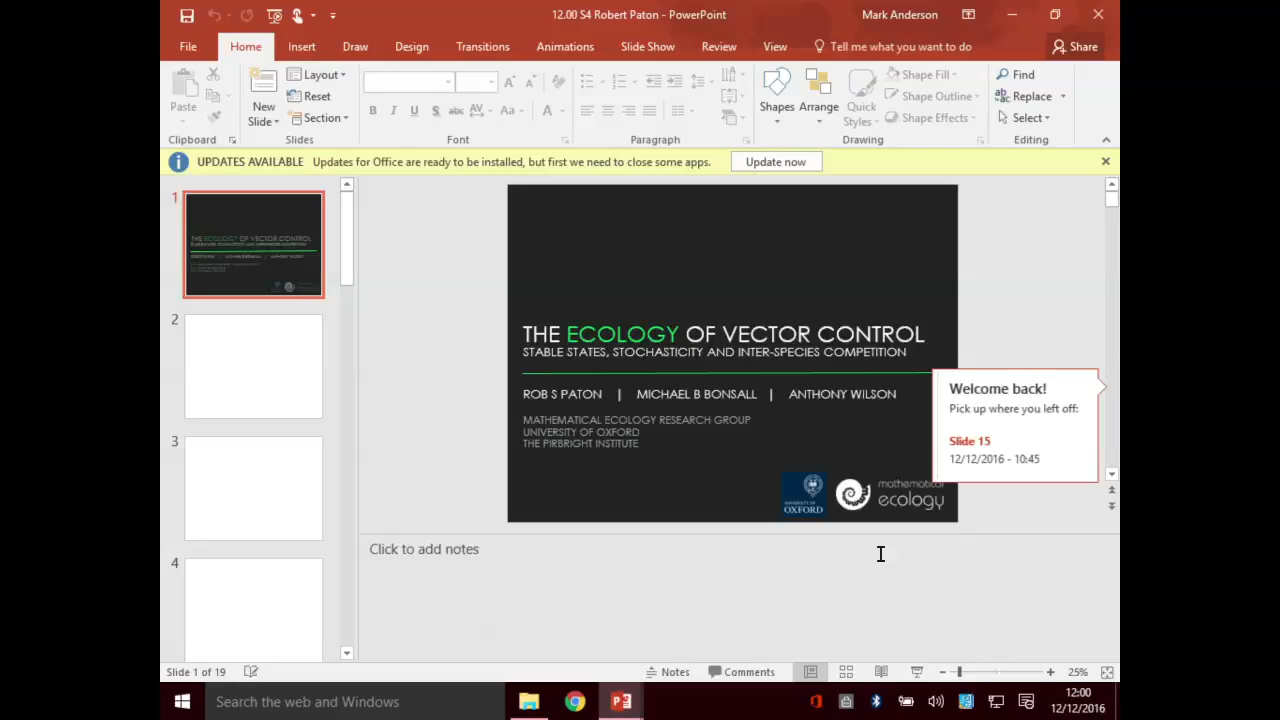 12.00 S4 Robert Paton - PowerPoint
Mark Anderson
File Home Insert Draw Design Transitions Animations Slide Show Review View Tell me what you want to do Share
Paste
New Slide
Layout
Reset
Section
B I U S abc AV Aa A
Shapes Arrange Quick Styles
Shape Fill
Shape Outline
Shape Effects
Find
Replace
Select
Clipboard Slides Font Paragraph Drawing Editing
UPDATES AVAILABLE Updates for Office are ready to be installed, but first we need to close some apps. Update now
1
2
3
4
THE ECOLOGY OF VECTOR CONTROL
STABLE STATES, STOCHASTICITY AND INTER-SPECIES COMPETITION
ROB S PATON | MICHAEL B BONSALL | ANTHONY WILSON
MATHEMATICAL ECOLOGY RESEARCH GROUP
UNIVERSITY OF OXFORD
THE PIRBRIGHT INSTITUTE
UNIVERSITY OF
OXFORD
mathematical
ecology
Welcome back!
Pick up where you left off:
Slide 15
12/12/2016 - 10:45
Click to add notes
Slide 1 of 19
Notes Comments 25%
Search the web and Windows
12:00
12/12/2016